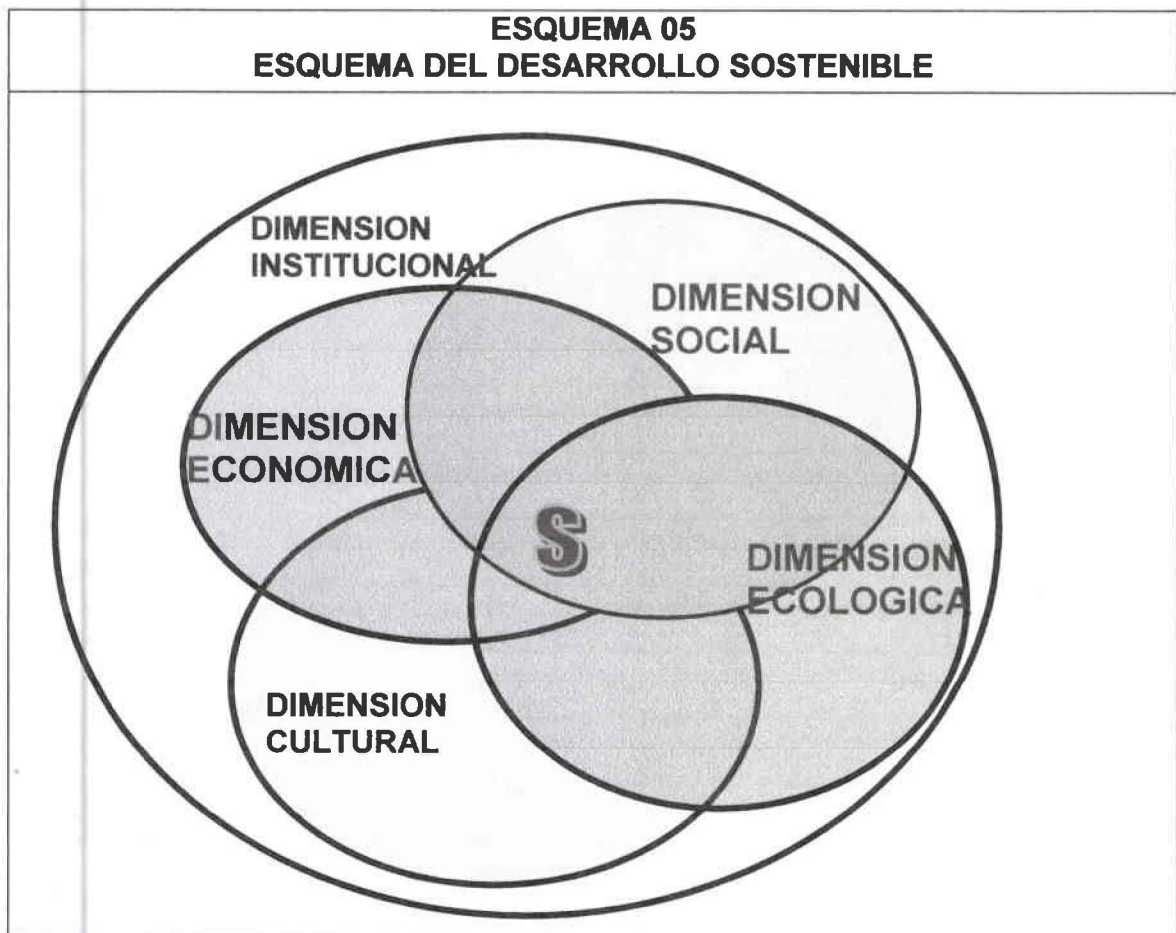 ESQUEMA 05
ESQUEMA DEL DESARROLLO SOSTENIBLE
DIMENSION
INSTITUCIONAL
DIMENSION
SOCIAL
DIMENSION
ECONOMICA
S
DIMENSION
ECOLOGICA
DIMENSION
CULTURAL